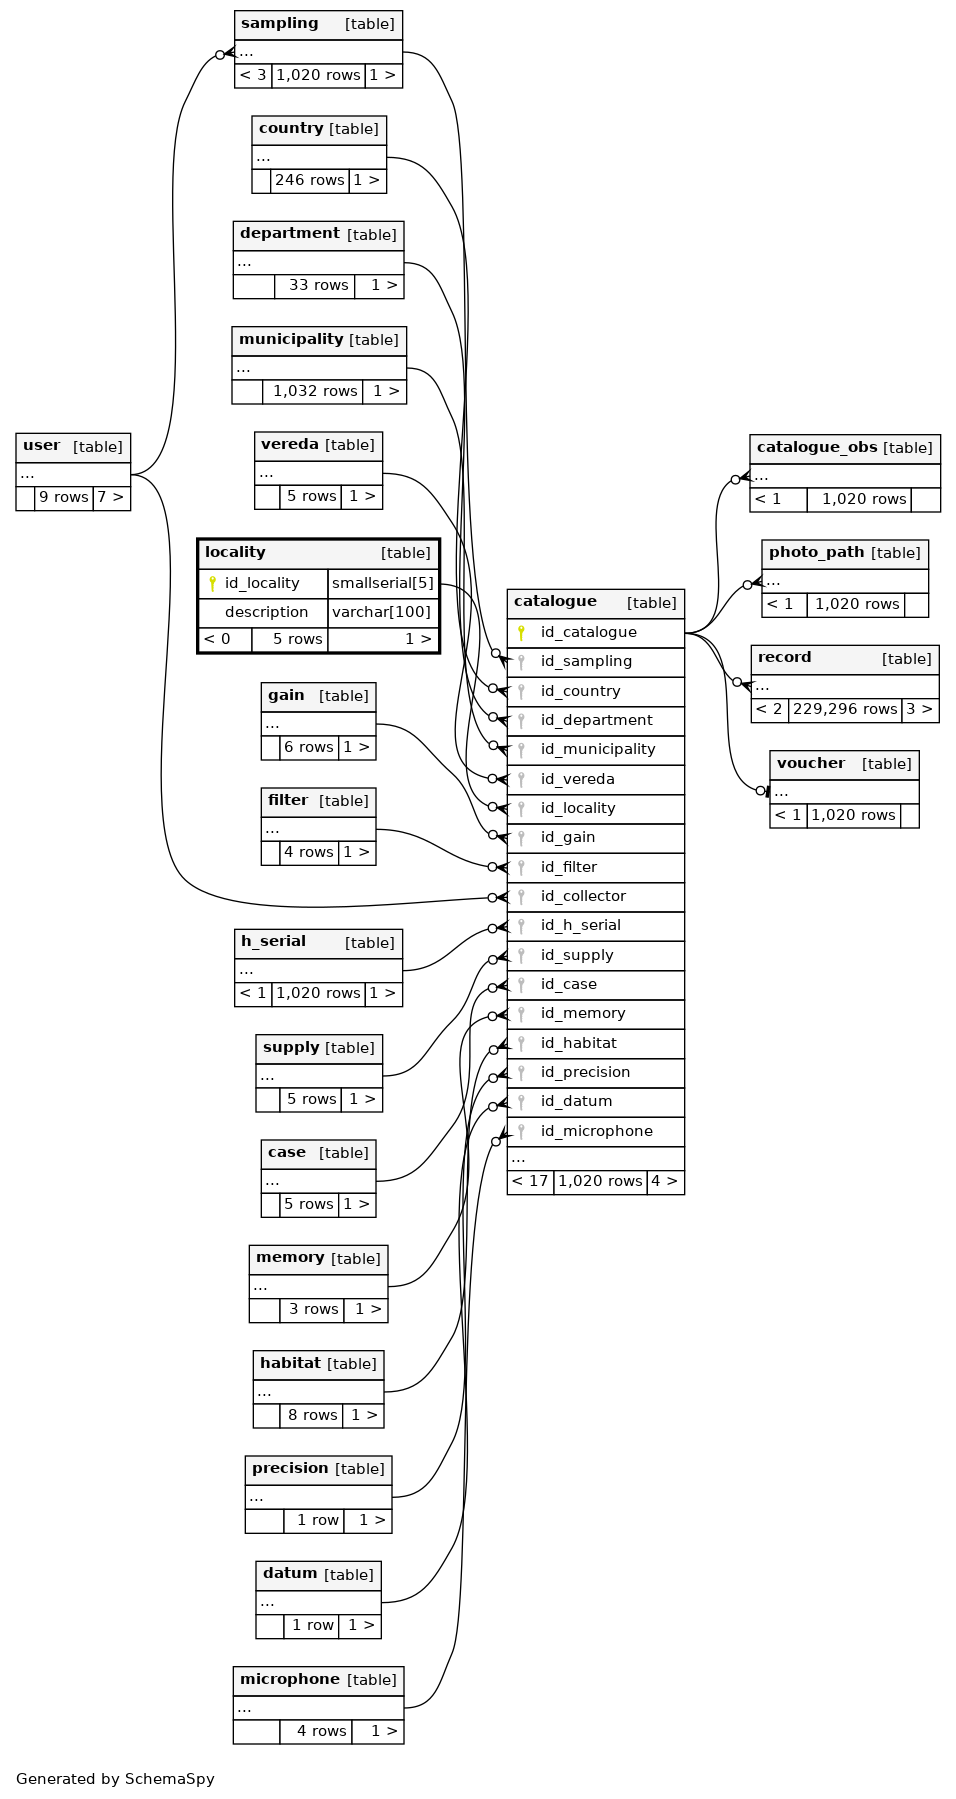 sampling [table]
...
< 3 1,020 rows 1 >
country [table]
...
246 rows 1 >
department [table]
...
33 rows 1 >
municipality [table]
...
1,032 rows 1 >
vereda [table]
...
5 rows 1 >
user [table]
...
9 rows 7 >
locality [table]
id_locality smallserial[5]
description varchar[100]
< 0 5 rows 1 >
gain [table]
...
6 rows 1 >
filter [table]
...
4 rows 1 >
h_serial [table]
...
< 1 1,020 rows 1 >
supply [table]
...
5 rows 1 >
case [table]
...
5 rows 1 >
memory [table]
...
3 rows 1 >
habitat [table]
...
8 rows 1 >
precision [table]
...
1 row 1 >
datum [table]
...
1 row 1 >
microphone [table]
...
4 rows 1 >
catalogue [table]
id_catalogue
id_sampling
id_country
id_department
id_municipality
id_vereda
id_locality
id_gain
id_filter
id_collector
id_h_serial
id_supply
id_case
id_memory
id_habitat
id_precision
id_datum
id_microphone
...
< 17 1,020 rows 4 >
catalogue_obs [table]
...
< 1 1,020 rows
photo_path [table]
...
< 1 1,020 rows
record [table]
...
< 2 229,296 rows 3 >
voucher [table]
...
< 1 1,020 rows
Generated by SchemaSpy